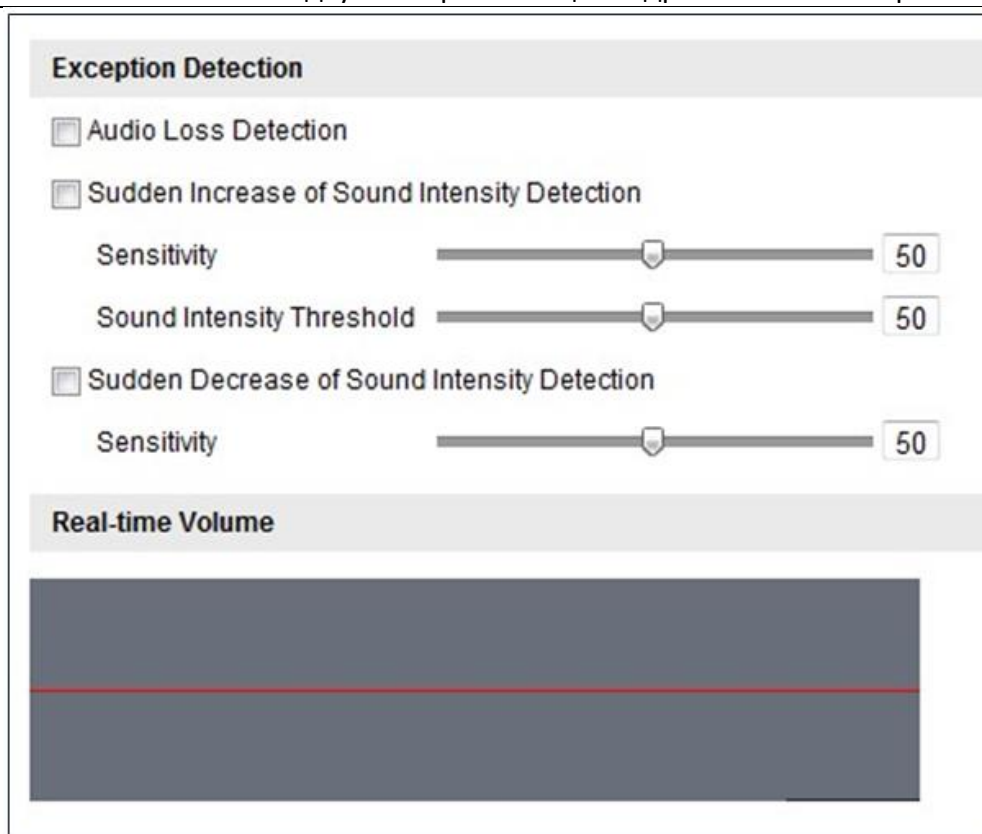 Exception Detection
Audio Loss Detection
Sudden Increase of Sound Intensity Detection
Sensitivity 50
Sound Intensity Threshold 50
Sudden Decrease of Sound Intensity Detection
Sensitivity 50
Real-time Volume